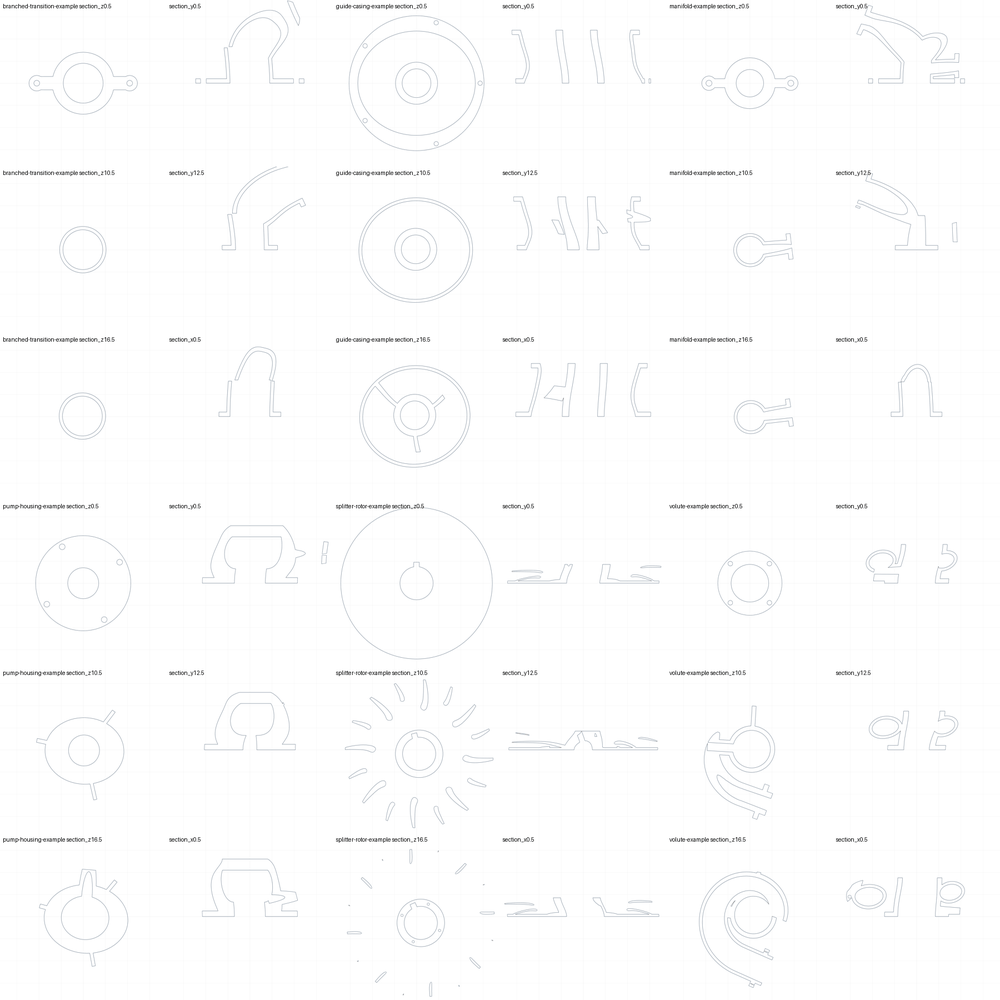 branched-transition-example section_z0.5 section_y0.5 guide-casing-example section_z0.5 section_y0.5 manifold-example section_z0.5 section_y0.5
branched-transition-example section_z10.5 section_y12.5 guide-casing-example section_z10.5 section_y12.5 manifold-example section_z10.5 section_y12.5
branched-transition-example section_z16.5 section_x0.5 guide-casing-example section_z16.5 section_x0.5 manifold-example section_z16.5 section_x0.5
pump-housing-example section_z0.5 section_y0.5 splitter-rotor-example section_z0.5 section_y0.5 volute-example section_z0.5 section_y0.5
pump-housing-example section_z10.5 section_y12.5 splitter-rotor-example section_z10.5 section_y12.5 volute-example section_z10.5 section_y12.5
pump-housing-example section_z16.5 section_x0.5 splitter-rotor-example section_z16.5 section_x0.5 volute-example section_z16.5 section_x0.5